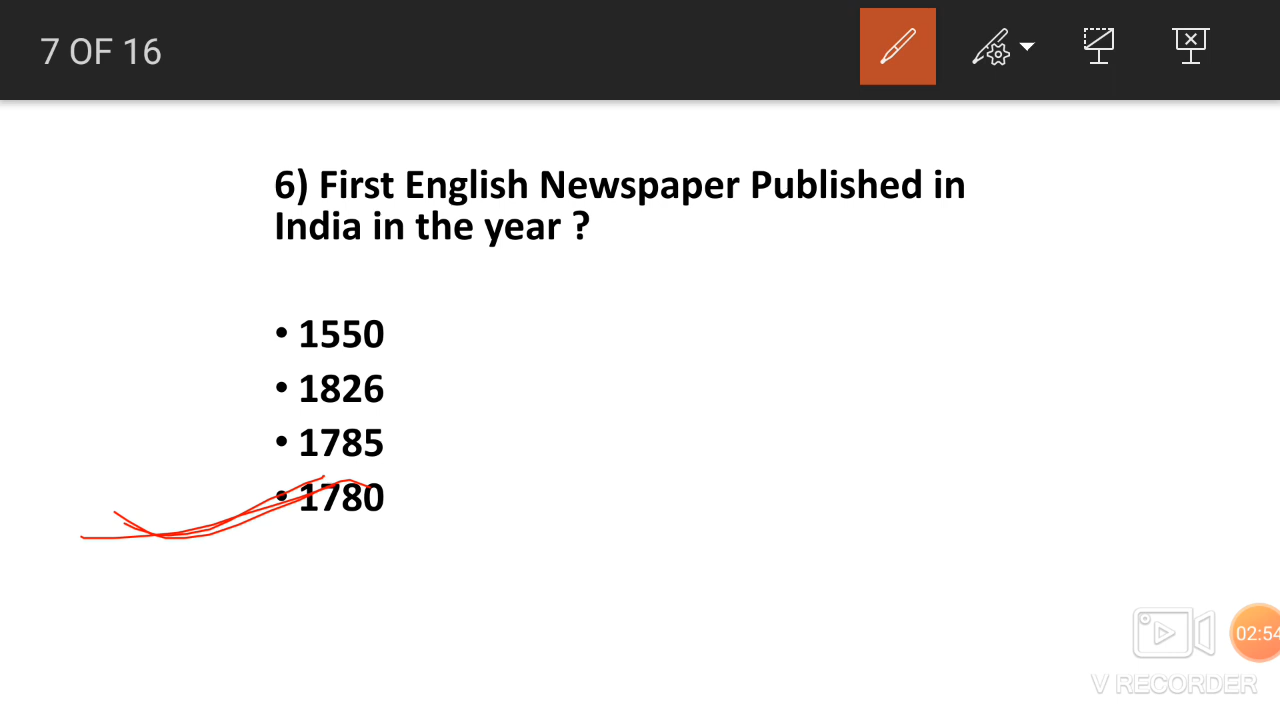 7 OF 16
6) First English Newspaper Published in
India in the year ?
• 1550
• 1826
• 1785
• 1780
02:54
V RECORDER